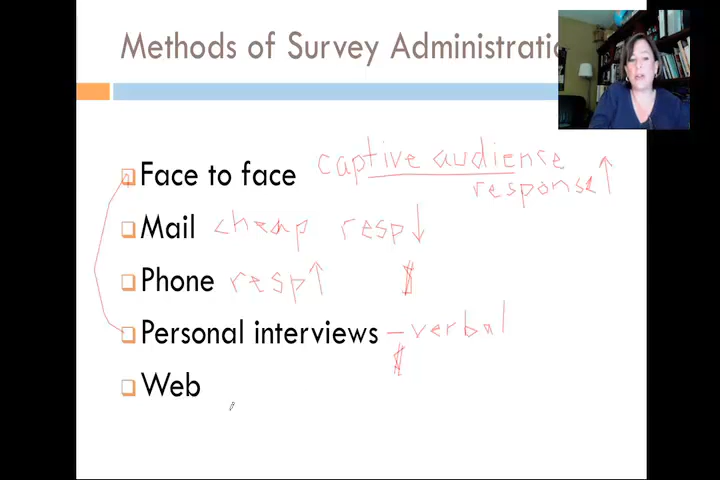 Methods of Survey Administratio
Face to face captive audience
response ↑
Mail cheap resp ↓
Phone resp ↑ $
Personal interviews – verbal
$
Web